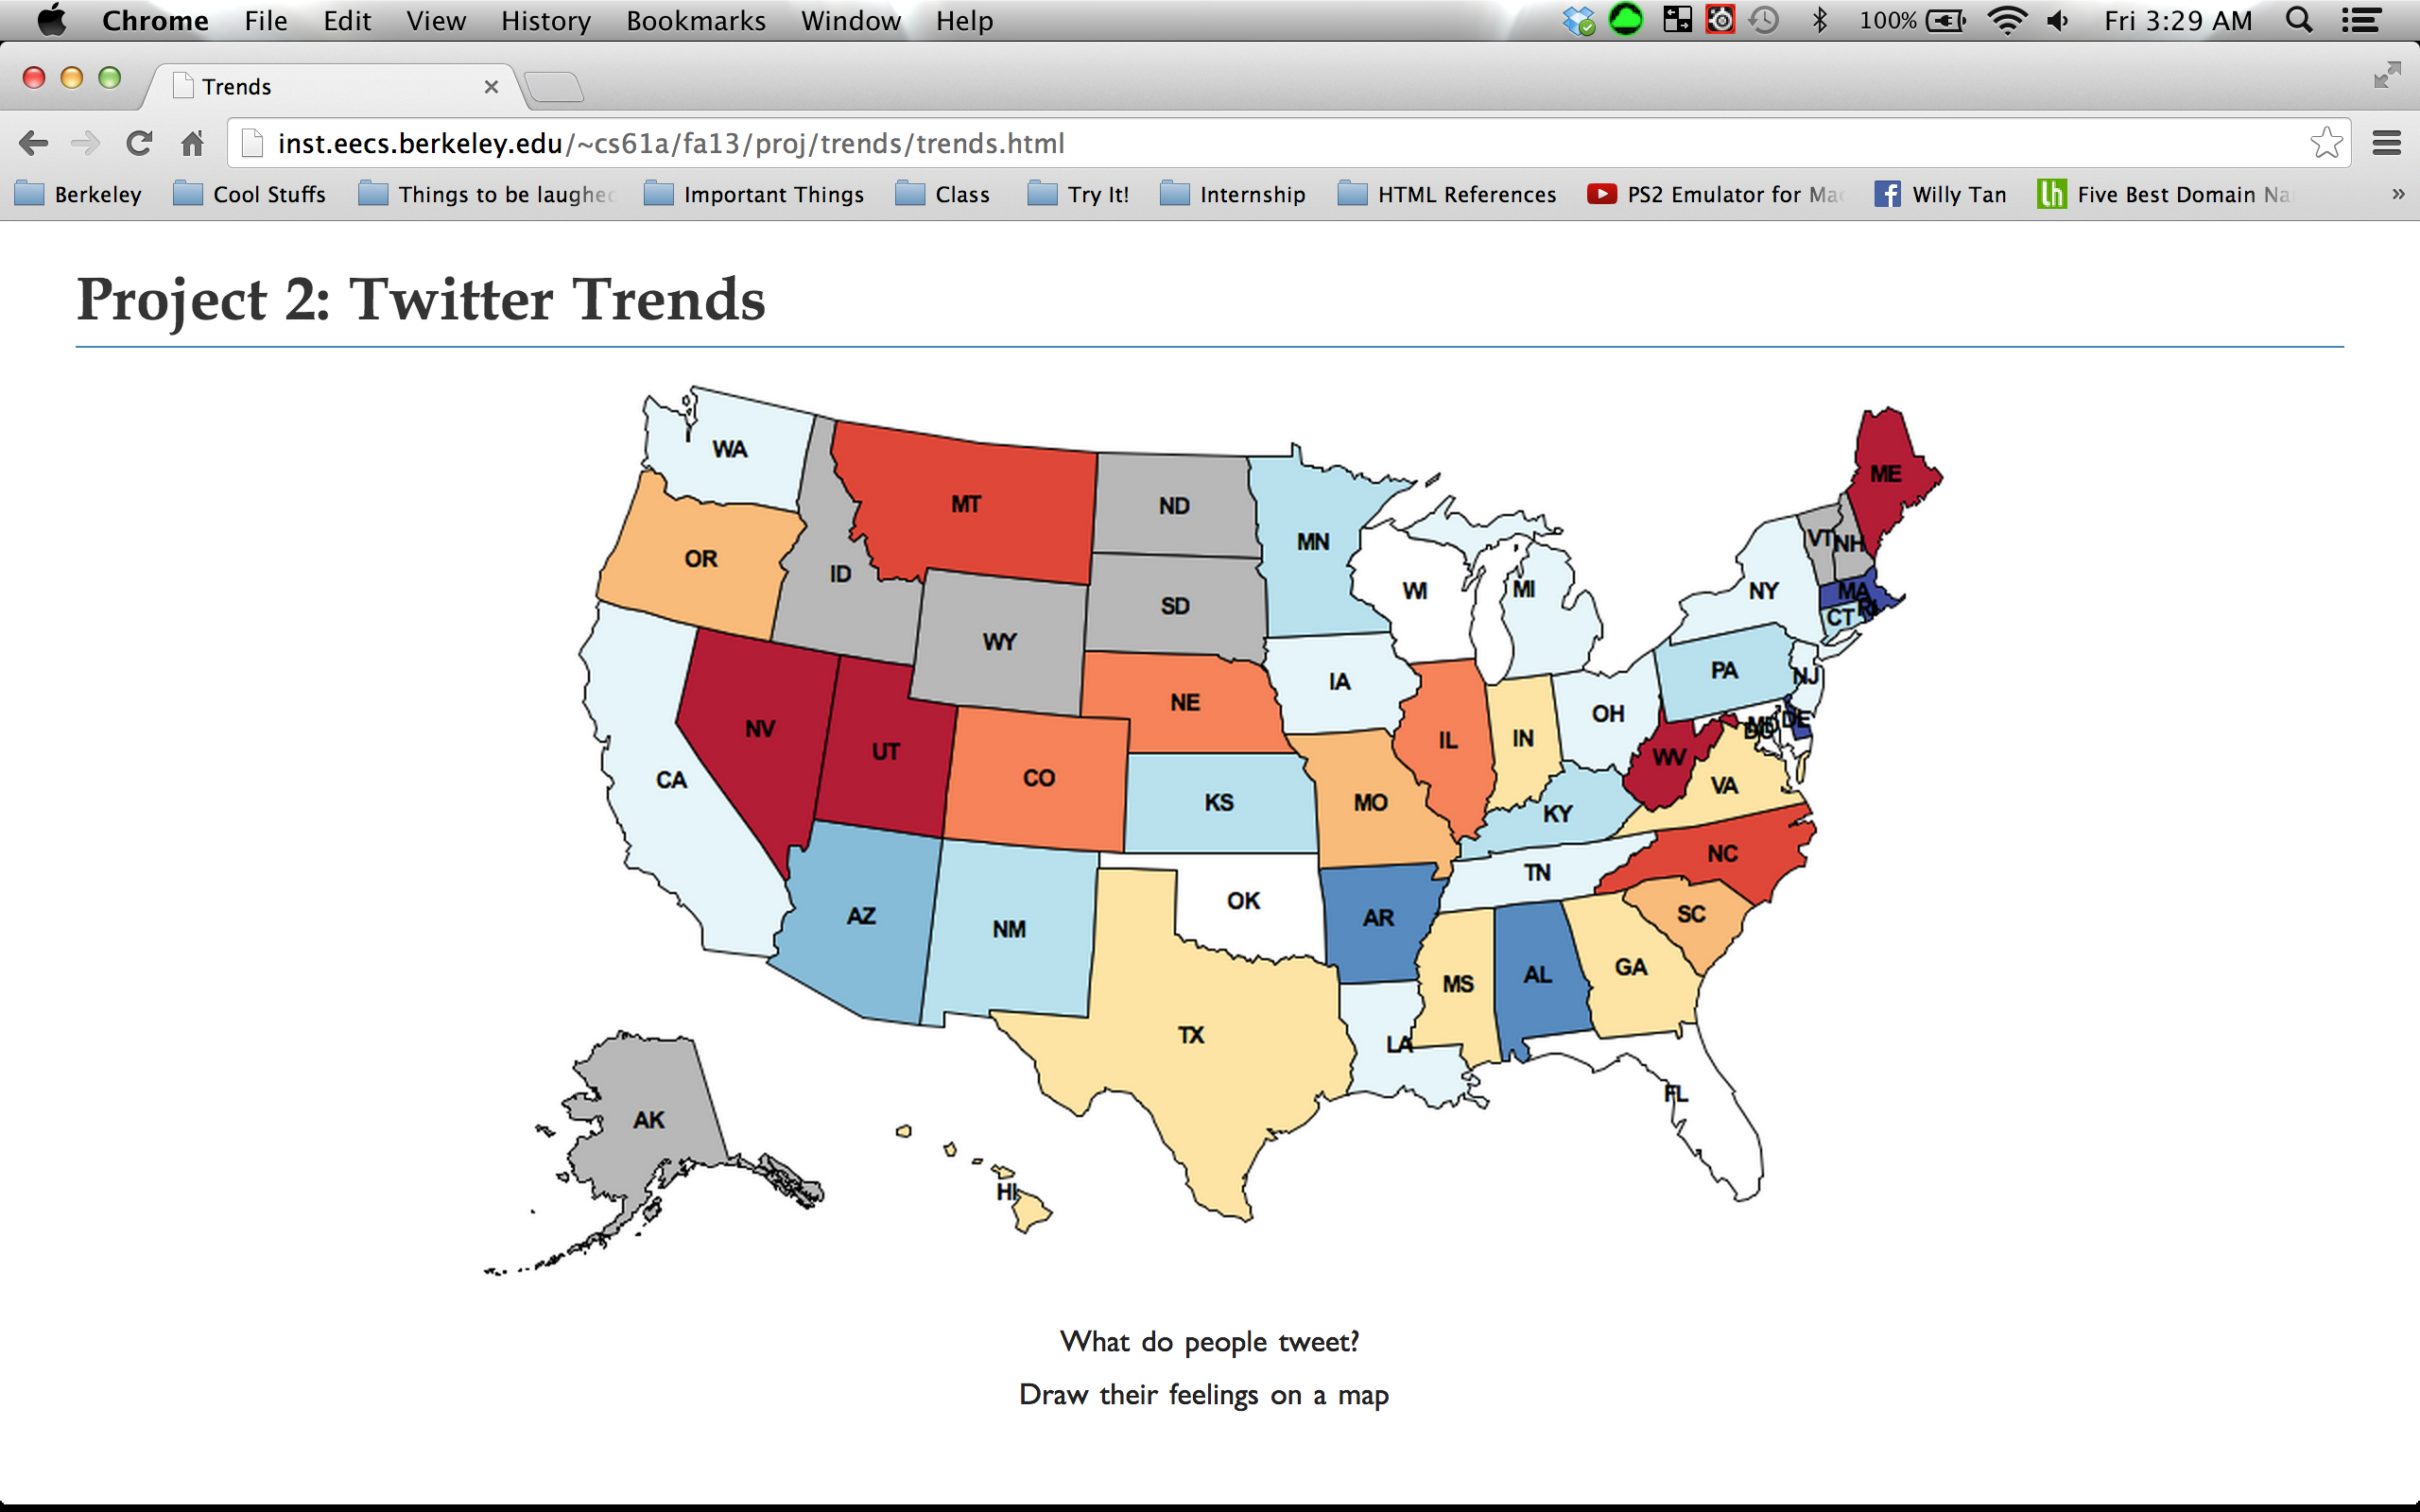 Chrome File Edit View History Bookmarks Window Help 100% Fri 3:29 AM
Trends
inst.eecs.berkeley.edu/~cs61a/fa13/proj/trends/trends.html
Berkeley Cool Stuffs Things to be laughed Important Things Class Try It! Internship HTML References PS2 Emulator for Mac Willy Tan lh Five Best Domain Na »
Project 2: Twitter Trends
WA
ME
MT
ND
VT
NH
MN
OR
ID
SD
WI
MI
NY
MA
RI
CT
WY
PA
NJ
IA
NE
OH
DE
MD
DC
NV
UT
IL
IN
WV
CO
CA
KS
MO
VA
KY
NC
TN
OK
AZ
AR
SC
NM
GA
AL
MS
TX
LA
FL
AK
HI
What do people tweet?
Draw their feelings on a map